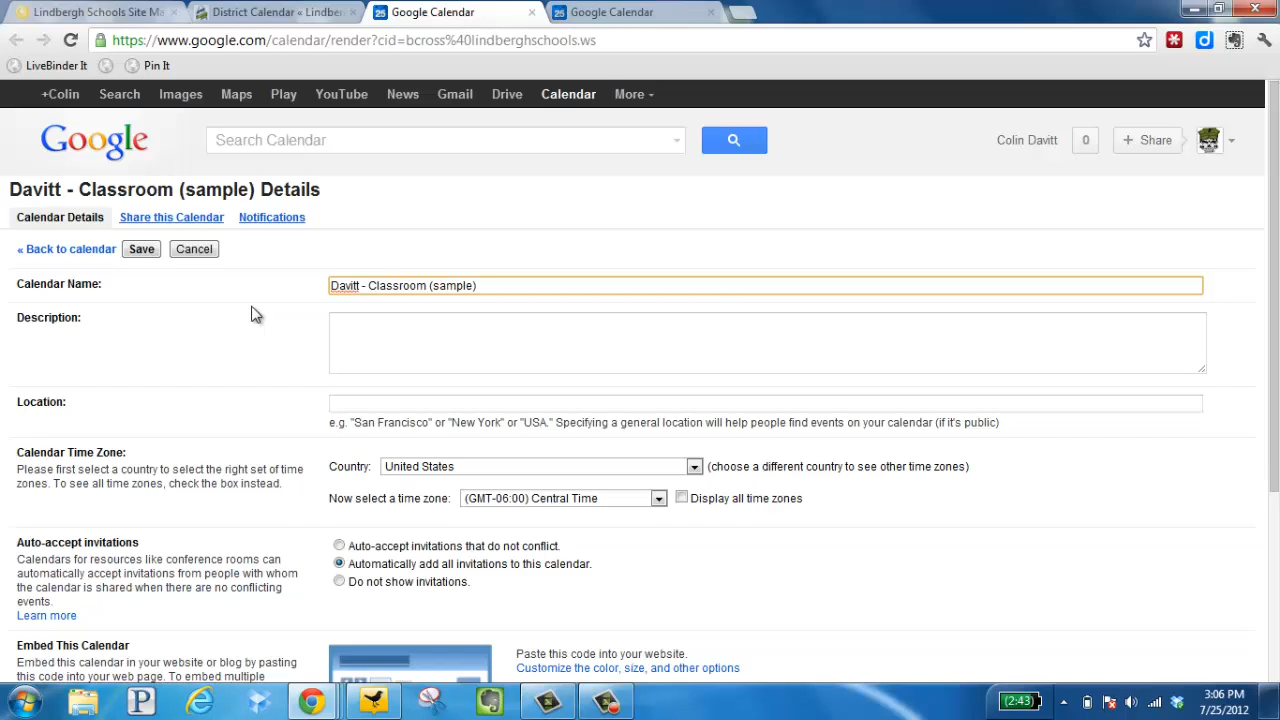 Lindbergh Schools Site Ma
District Calendar « Lindber
25 Google Calendar
25 Google Calendar
https://www.google.com/calendar/render?cid=bcross%40lindberghschools.ws
LiveBinder It
Pin It
+Colin Search Images Maps Play YouTube News Gmail Drive Calendar More
Google
Search Calendar
Colin Davitt
0
+ Share
Davitt - Classroom (sample) Details
Calendar Details Share this Calendar Notifications
« Back to calendar Save Cancel
Calendar Name:
Davitt - Classroom (sample)
Description:
Location:
e.g. "San Francisco" or "New York" or "USA." Specifying a general location will help people find events on your calendar (if it's public)
Calendar Time Zone:
Please first select a country to select the right set of time
zones. To see all time zones, check the box instead.
Country: United States (choose a different country to see other time zones)
Now select a time zone: (GMT-06:00) Central Time Display all time zones
Auto-accept invitations
Calendars for resources like conference rooms can
automatically accept invitations from people with whom
the calendar is shared when there are no conflicting
events.
Learn more
Auto-accept invitations that do not conflict.
Automatically add all invitations to this calendar.
Do not show invitations.
Embed This Calendar
Embed this calendar in your website or blog by pasting
this code into your web page. To embed multiple
Paste this code into your website.
Customize the color, size, and other options
P
(2:43)
3:06 PM
7/25/2012